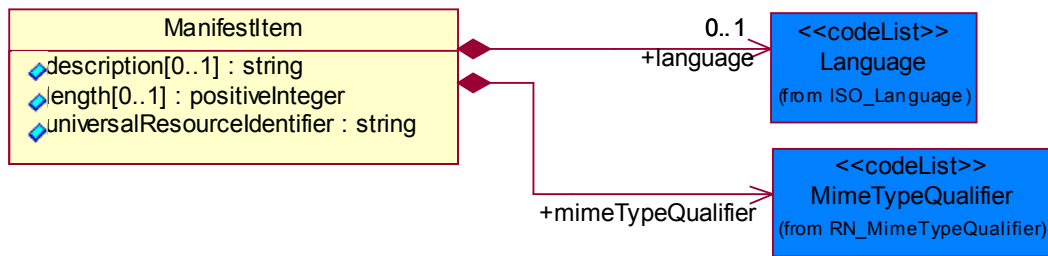 ManifestItem
description[0..1] : string
length[0..1] : positiveInteger
universalResourceIdentifier : string
0..1
+language
<<codeList>>
Language
(from ISO_Language)
+mimeTypeQualifier
<<codeList>>
MimeTypeQualifier
(from RN_MimeTypeQualifier)